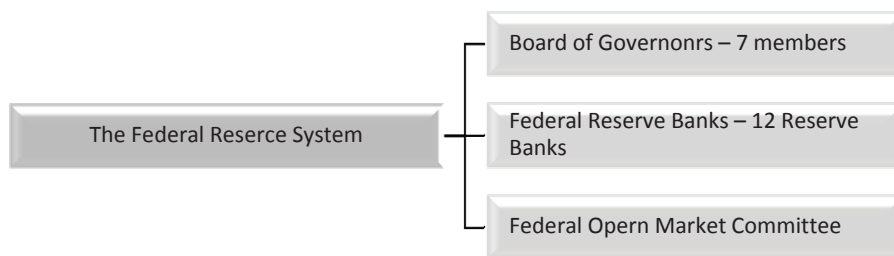 The Federal Reserce System
Board of Governonrs – 7 members
Federal Reserve Banks – 12 Reserve
Banks
Federal Opern Market Committee